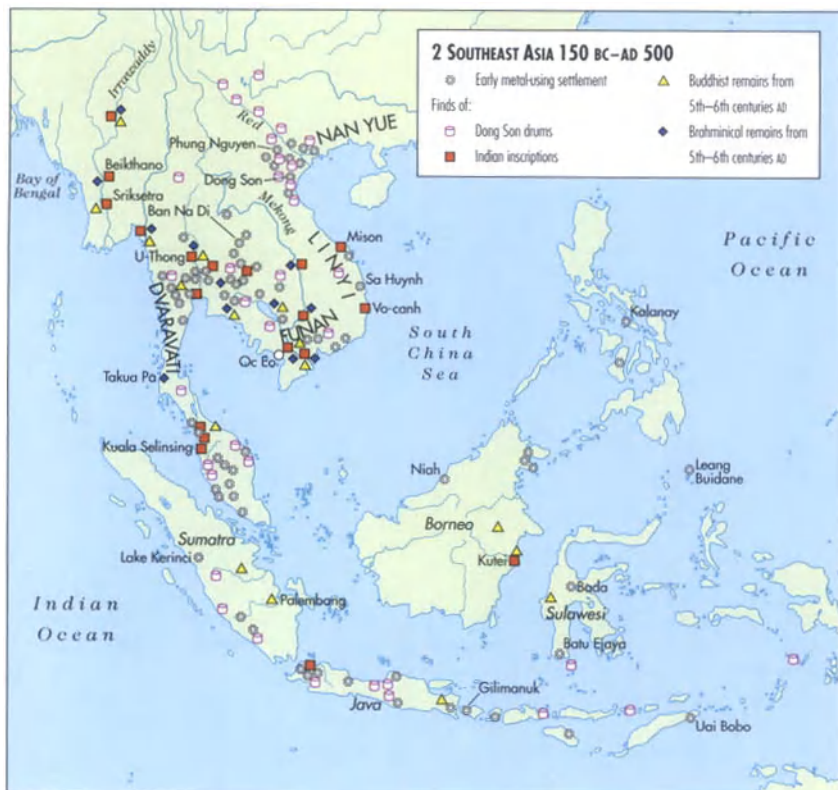 2 SOUTHEAST ASIA 150 BC–AD 500
Early metal-using settlement
Finds of:
Dong Son drums
Indian inscriptions
Buddhist remains from
5th–6th centuries AD
Brahminical remains from
5th–6th centuries AD
Irrawaddy
Red
NAN YUE
Phung Nguyen
Beikthano
Bay of
Bengal
Sriksetra
Dong Son
Mekong
Ban Na Di
LINYI
Mison
Pacific
Ocean
U-Thong
Sa Huynh
DVARAVATI
Vo-canh
FUNAN
Kalanay
South
China
Sea
Oc Eo
Takua Pa
Kuala Selinsing
Niah
Leang
Buidane
Borneo
Sumatra
Lake Kerinci
Kutei
Bada
Palembang
Sulawesi
Indian
Ocean
Batu Ejaya
Gilimanuk
Java
Uai Bobo